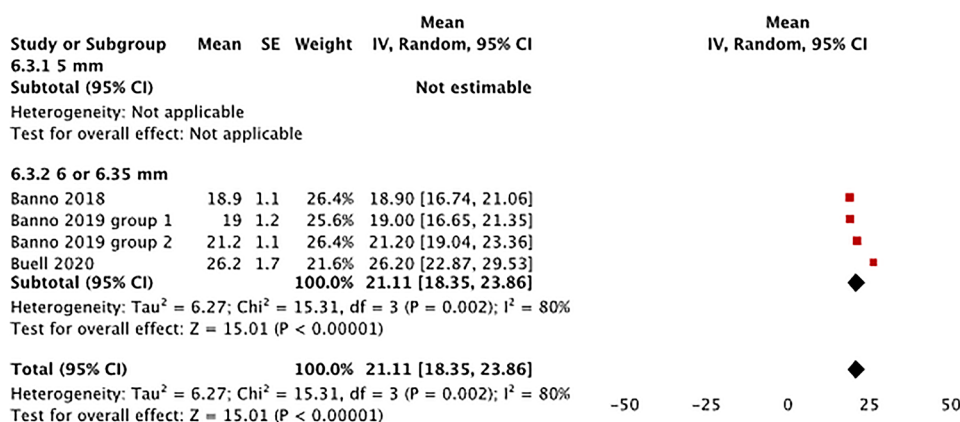 Mean Mean
Study or Subgroup Mean SE Weight IV, Random, 95% CI IV, Random, 95% CI
6.3.1 5 mm
Subtotal (95% CI) Not estimable
Heterogeneity: Not applicable
Test for overall effect: Not applicable
6.3.2 6 or 6.35 mm
Banno 2018 18.9 1.1 26.4% 18.90 [16.74, 21.06]
Banno 2019 group 1 19 1.2 25.6% 19.00 [16.65, 21.35]
Banno 2019 group 2 21.2 1.1 26.4% 21.20 [19.04, 23.36]
Buell 2020 26.2 1.7 21.6% 26.20 [22.87, 29.53]
Subtotal (95% CI) 100.0% 21.11 [18.35, 23.86]
Heterogeneity: Tau² = 6.27; Chi² = 15.31, df = 3 (P = 0.002); I² = 80%
Test for overall effect: Z = 15.01 (P < 0.00001)
Total (95% CI) 100.0% 21.11 [18.35, 23.86]
Heterogeneity: Tau² = 6.27; Chi² = 15.31, df = 3 (P = 0.002); I² = 80%
Test for overall effect: Z = 15.01 (P < 0.00001)
-50 -25 0 25 50